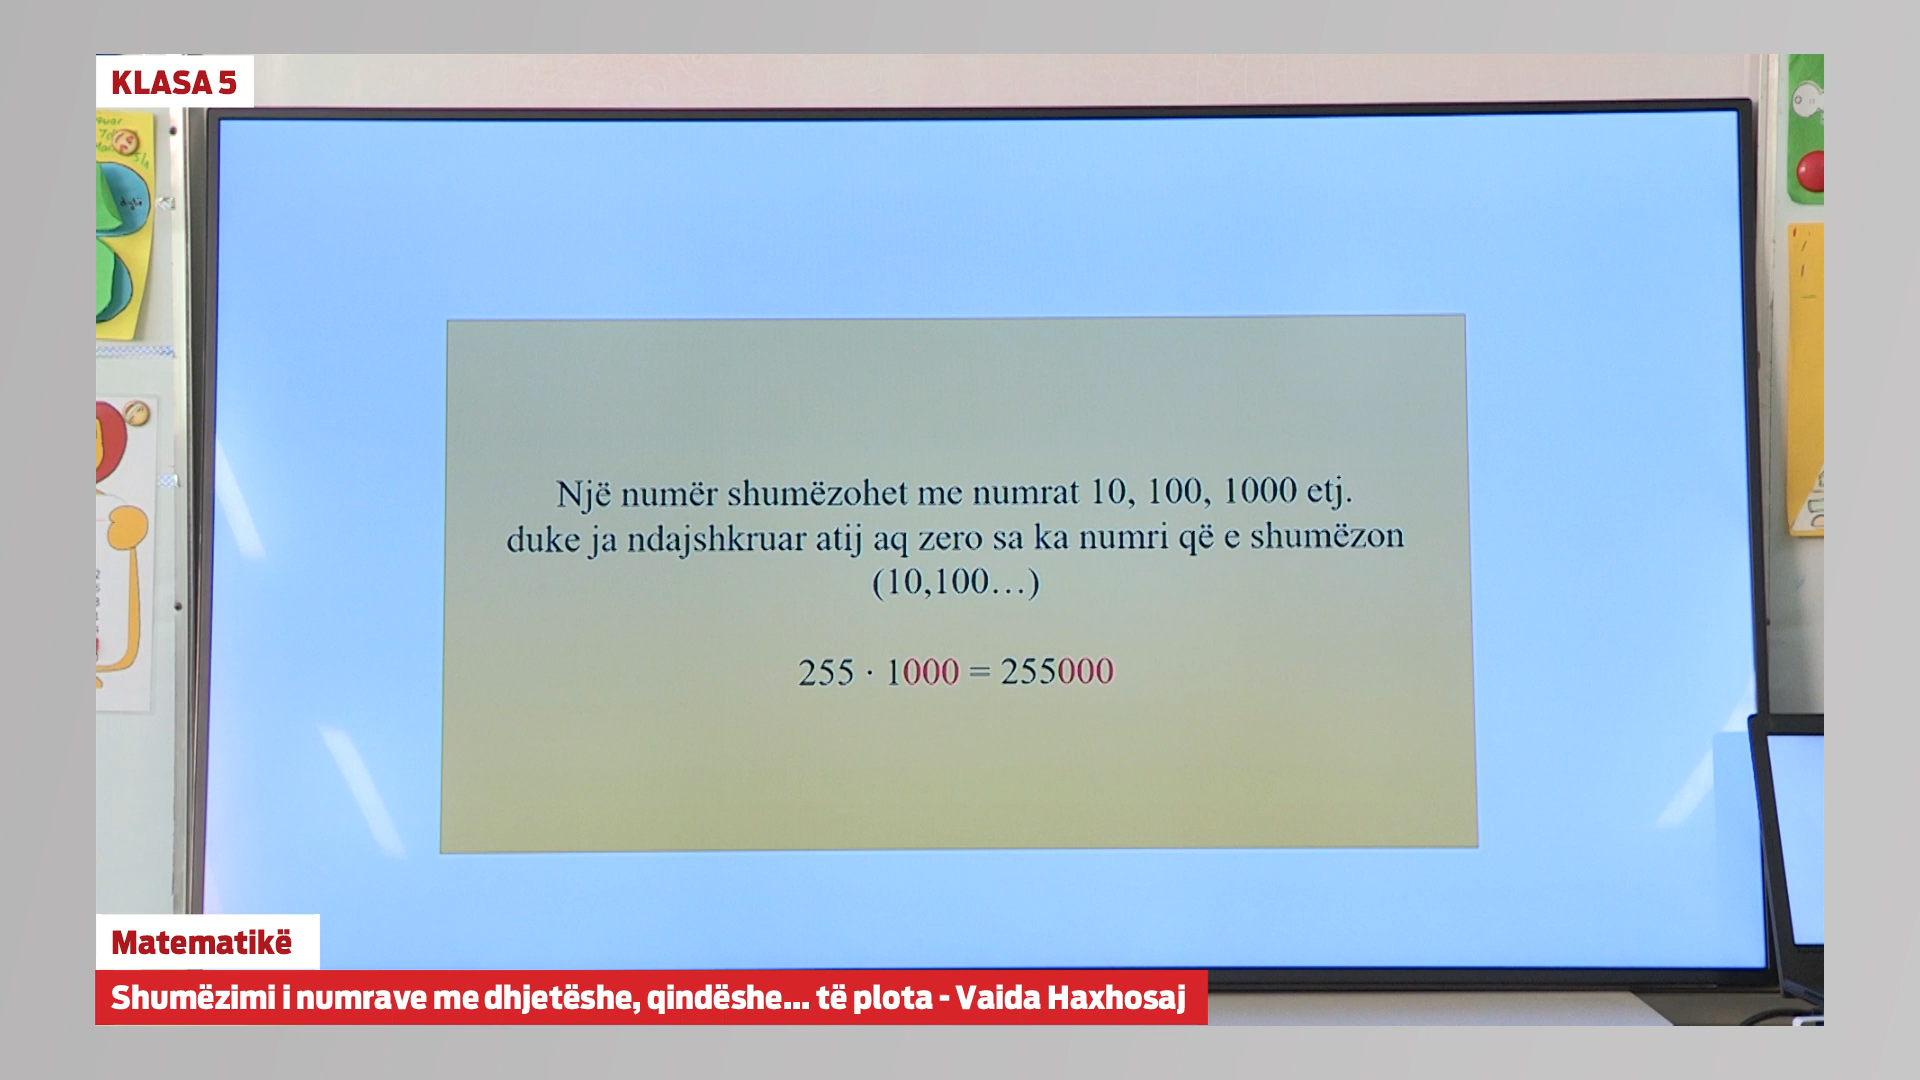 KLASA 5
Një numër shumëzohet me numrat 10, 100, 1000 etj.
duke ja ndajshkruar atij aq zero sa ka numri që e shumëzon
(10,100…)
255 · 1000 = 255000
Matematikë
Shumëzimi i numrave me dhjetëshe, qindëshe... të plota - Vaida Haxhosaj